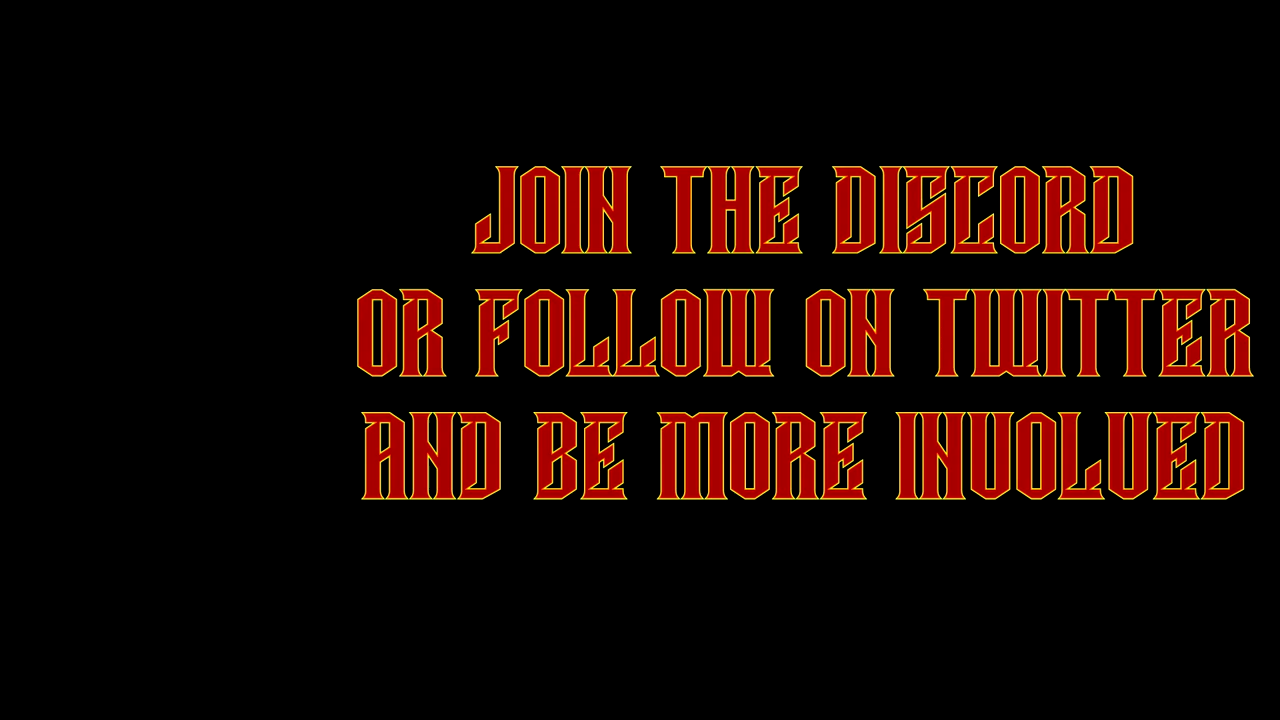 JOIN THE DISCORD
OR FOLLOW ON TWITTER
AND BE MORE INVOLVED